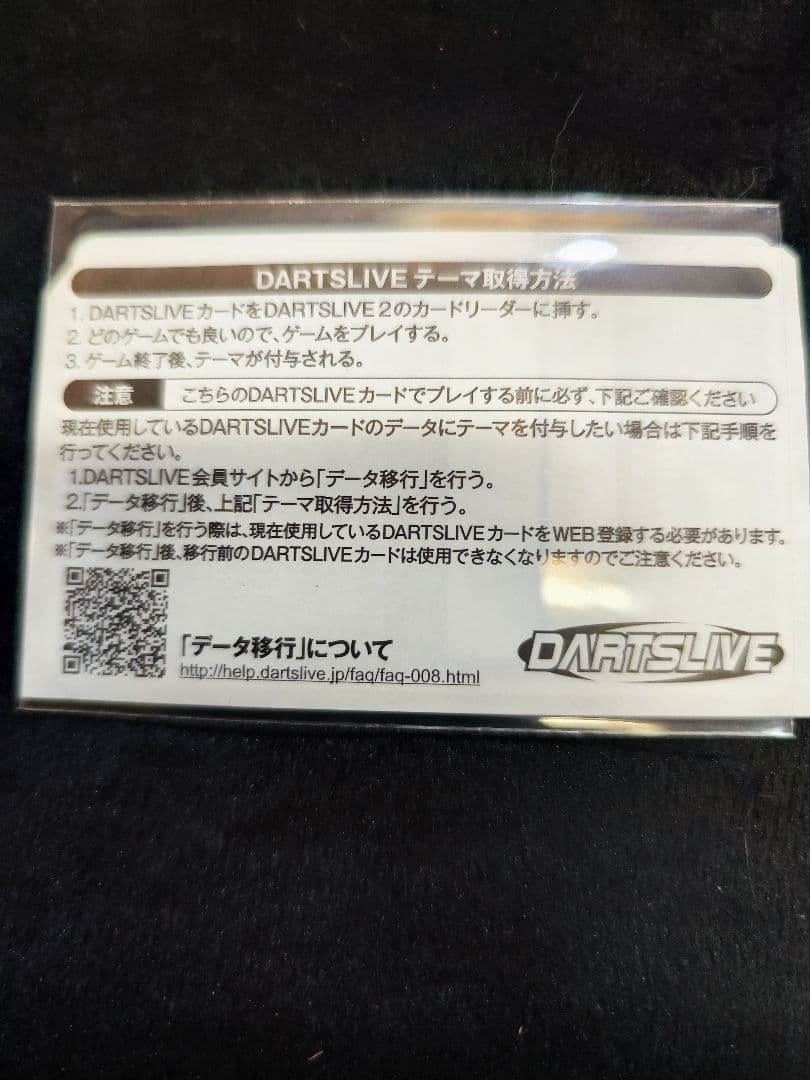 DARTSLIVE テーマ取得方法
1. DARTSLIVEカードをDARTSLIVE2のカードリーダーに挿す。
2. どのゲームでも良いので、ゲームをプレイする。
3. ゲーム終了後、テーマが付与される。
注意 こちらのDARTSLIVEカードでプレイする前に必ず、下記ご確認ください
現在使用しているDARTSLIVEカードのデータにテーマを付与したい場合は下記手順を
行ってください。
1.DARTSLIVE会員サイトから「データ移行」を行う。
2.「データ移行」後、上記「テーマ取得方法」を行う。
※「データ移行」を行う際は、現在使用しているDARTSLIVEカードをWEB登録する必要があります。
※「データ移行」後、移行前のDARTSLIVEカードは使用できなくなりますのでご注意ください。
「データ移行」について
http://help.dartslive.jp/faq/faq-008.html
DARTSLIVE